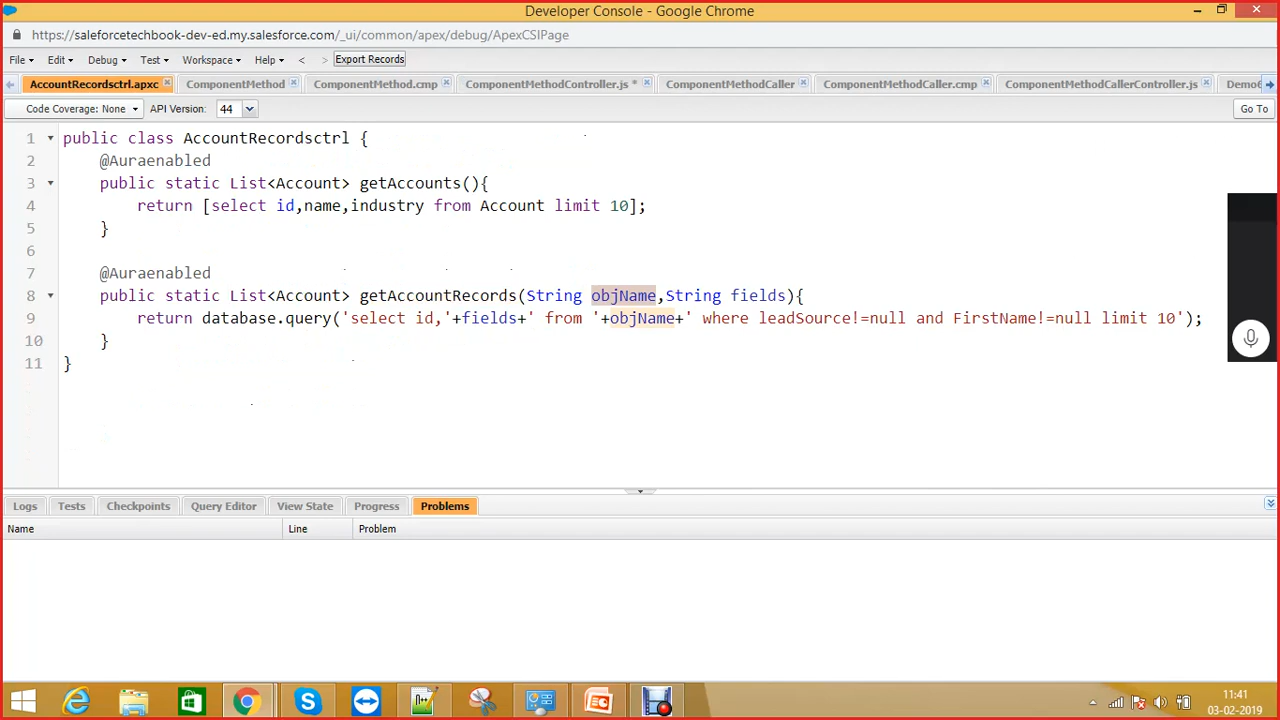 Developer Console - Google Chrome
https://saleforcetechbook-dev-ed.my.salesforce.com/_ui/common/apex/debug/ApexCSIPage
File Edit Debug Test Workspace Help < > Export Records
AccountRecordsctrl.apxc ComponentMethod ComponentMethod.cmp ComponentMethodController.js * ComponentMethodCaller ComponentMethodCaller.cmp ComponentMethodCallerController.js
Code Coverage: None API Version: 44 Go To
1 public class AccountRecordsctrl {
2 @Auraenabled
3 public static List<Account> getAccounts(){
4 return [select id,name,industry from Account limit 10];
5 }
6
7 @Auraenabled
8 public static List<Account> getAccountRecords(String objName,String fields){
9 return database.query('select id,'+fields+' from '+objName+' where leadSource!=null and FirstName!=null limit 10');
10 }
11 }
Logs Tests Checkpoints Query Editor View State Progress Problems
Name Line Problem
11:41
03-02-2019